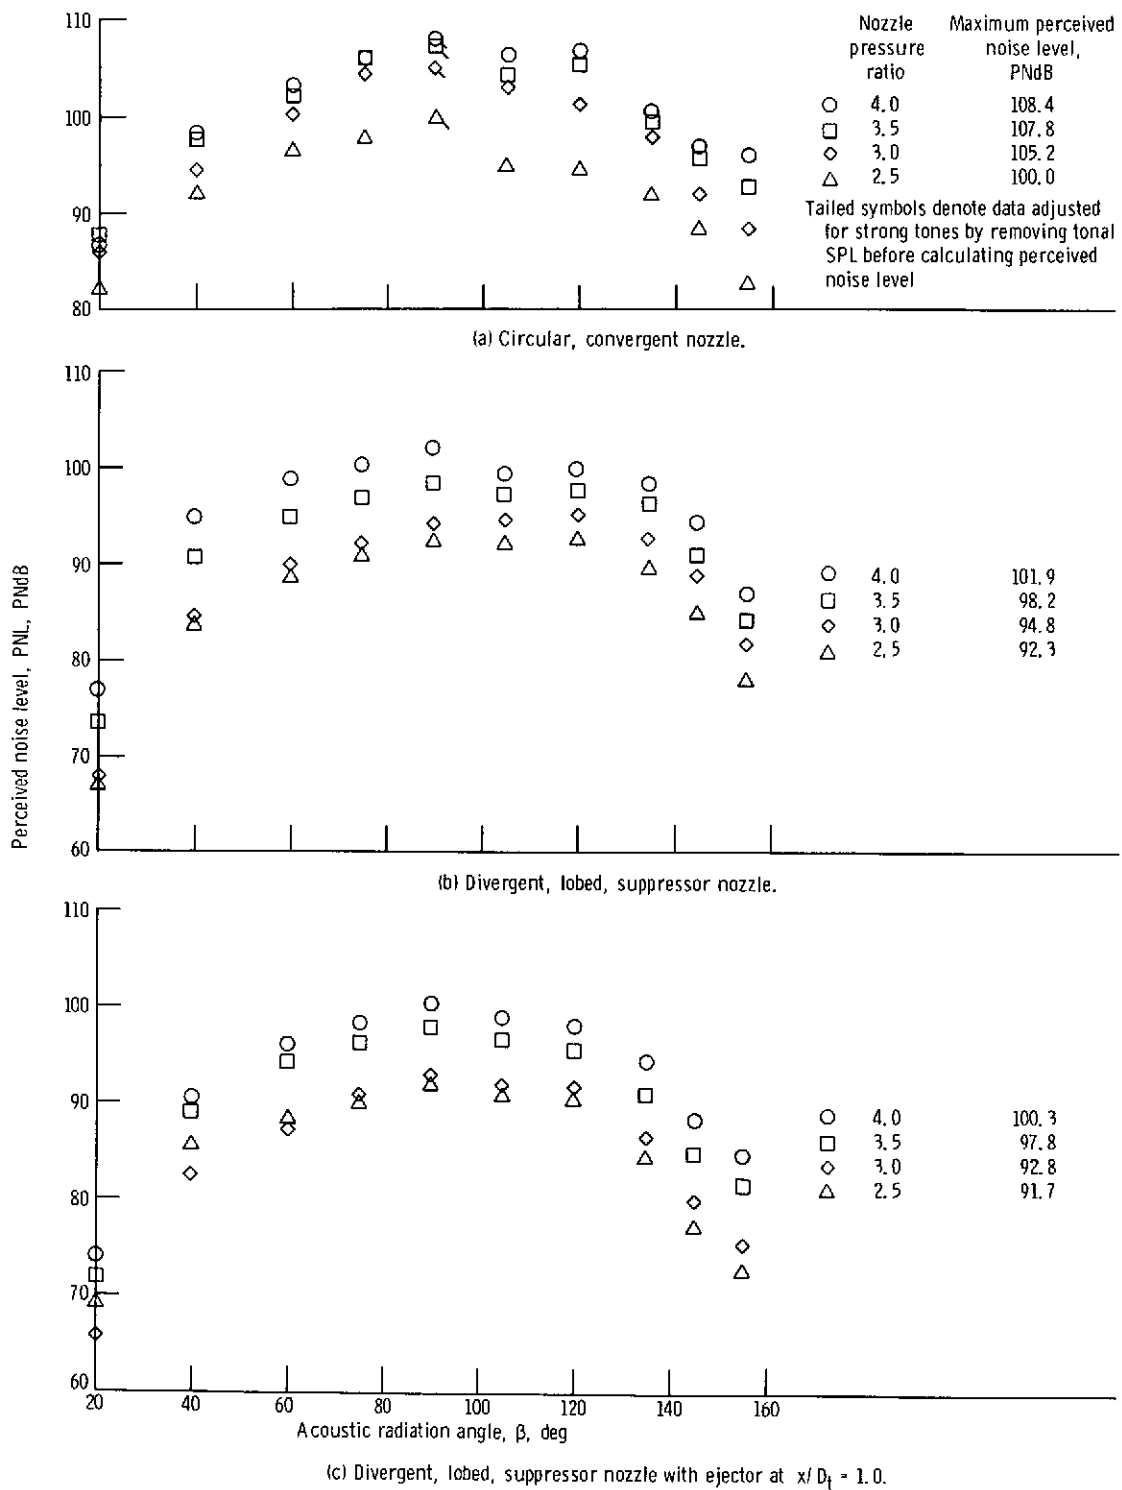 110
100
90
80
Nozzle pressure ratio
Maximum perceived noise level, PNdB
4.0 108.4
3.5 107.8
3.0 105.2
2.5 100.0
Tailed symbols denote data adjusted
for strong tones by removing tonal
SPL before calculating perceived
noise level
(a) Circular, convergent nozzle.
Perceived noise level, PNL, PNdB
110
100
90
80
70
60
4.0 101.9
3.5 98.2
3.0 94.8
2.5 92.3
(b) Divergent, lobed, suppressor nozzle.
110
100
90
80
70
60
4.0 100.3
3.5 97.8
3.0 92.8
2.5 91.7
20 40 60 80 100 120 140 160
Acoustic radiation angle, β, deg
(c) Divergent, lobed, suppressor nozzle with ejector at x/Dt = 1.0.